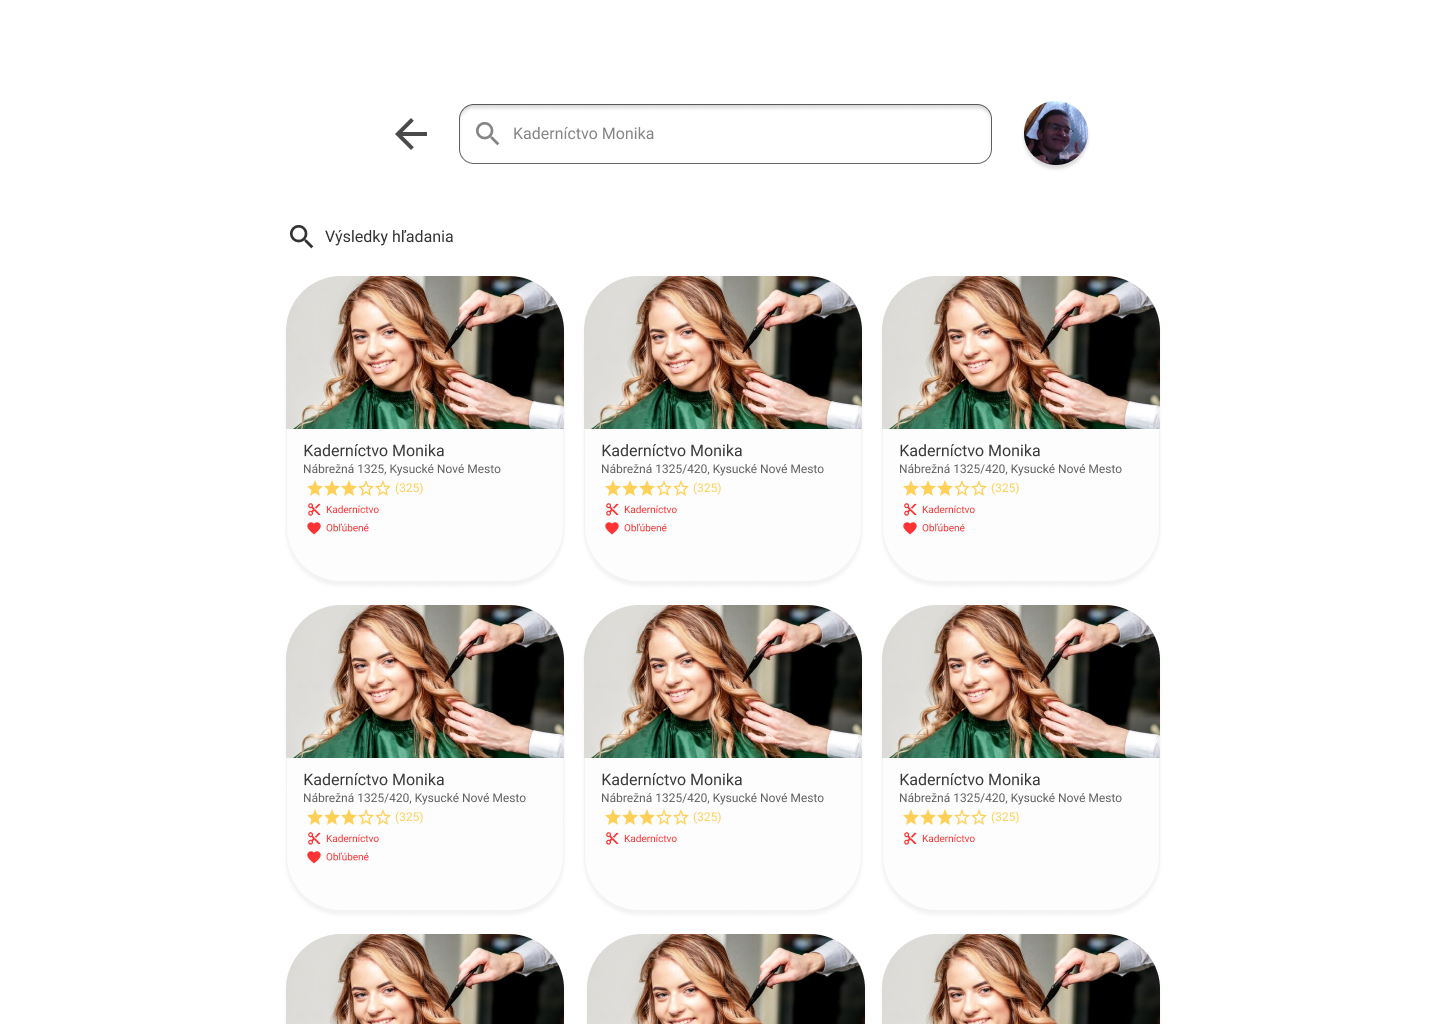 Kaderníctvo Monika
Výsledky hľadania
Kaderníctvo Monika
Nábrežná 1325, Kysucké Nové Mesto
(325)
Kaderníctvo
Obľúbené
Kaderníctvo Monika
Nábrežná 1325/420, Kysucké Nové Mesto
(325)
Kaderníctvo
Obľúbené
Kaderníctvo Monika
Nábrežná 1325/420, Kysucké Nové Mesto
(325)
Kaderníctvo
Obľúbené
Kaderníctvo Monika
Nábrežná 1325/420, Kysucké Nové Mesto
(325)
Kaderníctvo
Obľúbené
Kaderníctvo Monika
Nábrežná 1325/420, Kysucké Nové Mesto
(325)
Kaderníctvo
Kaderníctvo Monika
Nábrežná 1325/420, Kysucké Nové Mesto
(325)
Kaderníctvo